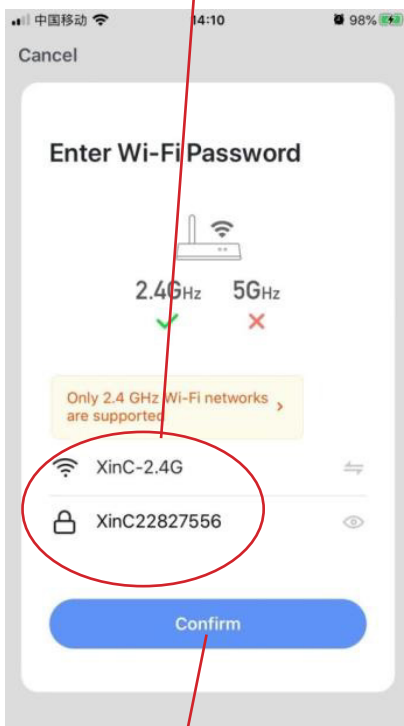 中国移动 14:10 98%
Cancel
Enter Wi-Fi Password
2.4GHz 5GHz
Only 2.4 GHz Wi-Fi networks
are supported
XinC-2.4G
XinC22827556
Confirm